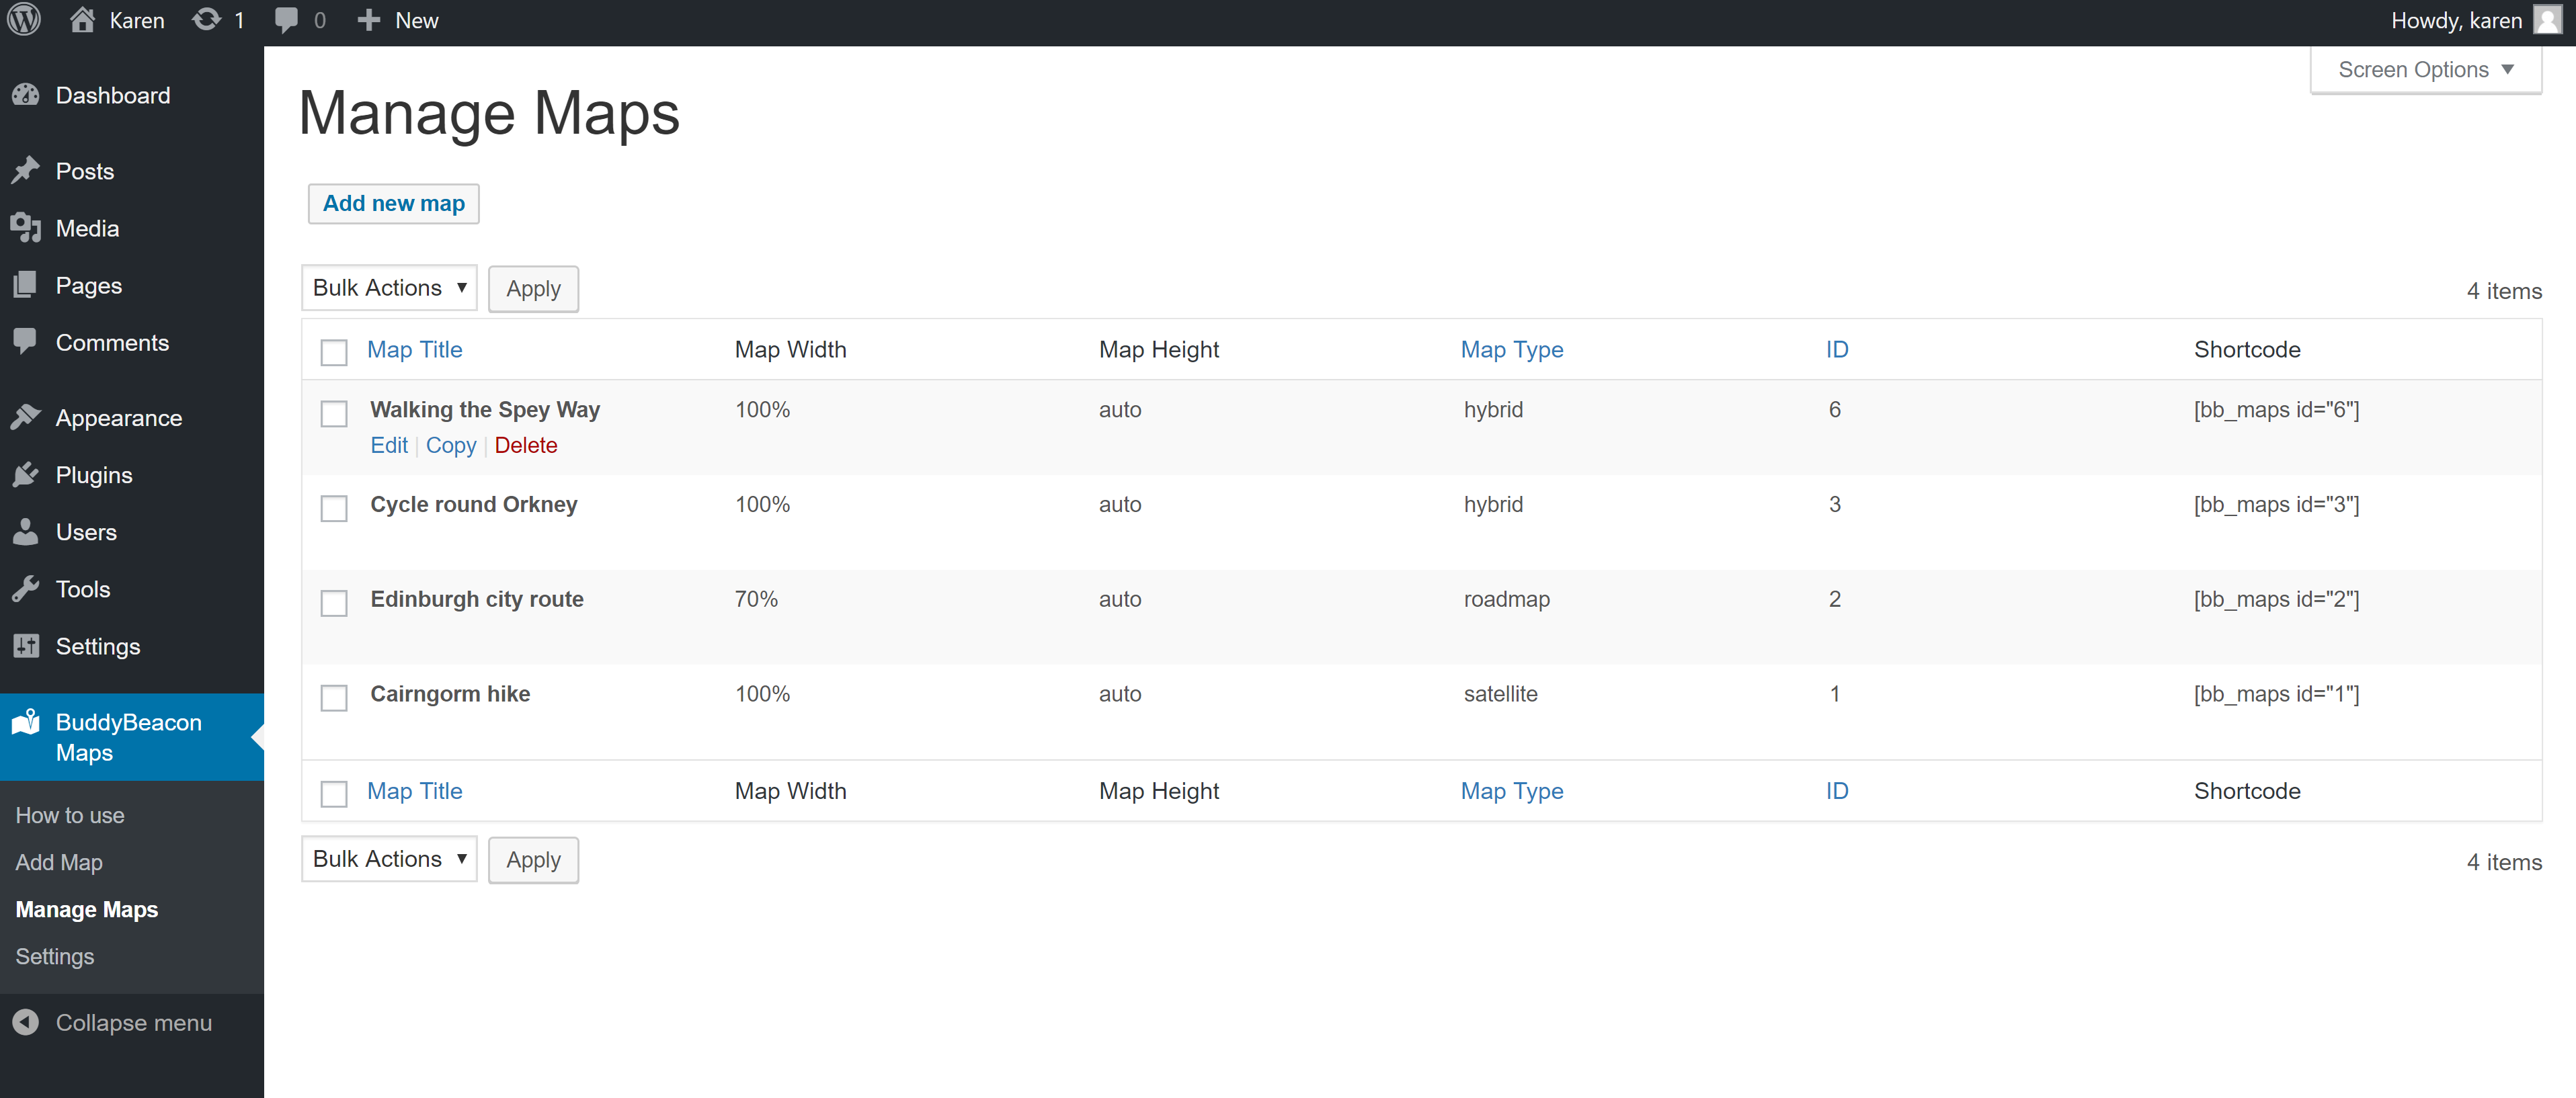 Karen 1 0 New Howdy, karen
Screen Options ▼
Dashboard
Posts
Media
Pages
Comments
Appearance
Plugins
Users
Tools
Settings
BuddyBeacon
Maps
How to use
Add Map
Manage Maps
Settings
Collapse menu
Manage Maps
Add new map
Bulk Actions ▼ Apply 4 items
Map Title Map Width Map Height Map Type ID Shortcode
Walking the Spey Way 100% auto hybrid 6 [bb_maps id="6"]
Edit | Copy | Delete
Cycle round Orkney 100% auto hybrid 3 [bb_maps id="3"]
Edinburgh city route 70% auto roadmap 2 [bb_maps id="2"]
Cairngorm hike 100% auto satellite 1 [bb_maps id="1"]
Map Title Map Width Map Height Map Type ID Shortcode
Bulk Actions ▼ Apply 4 items